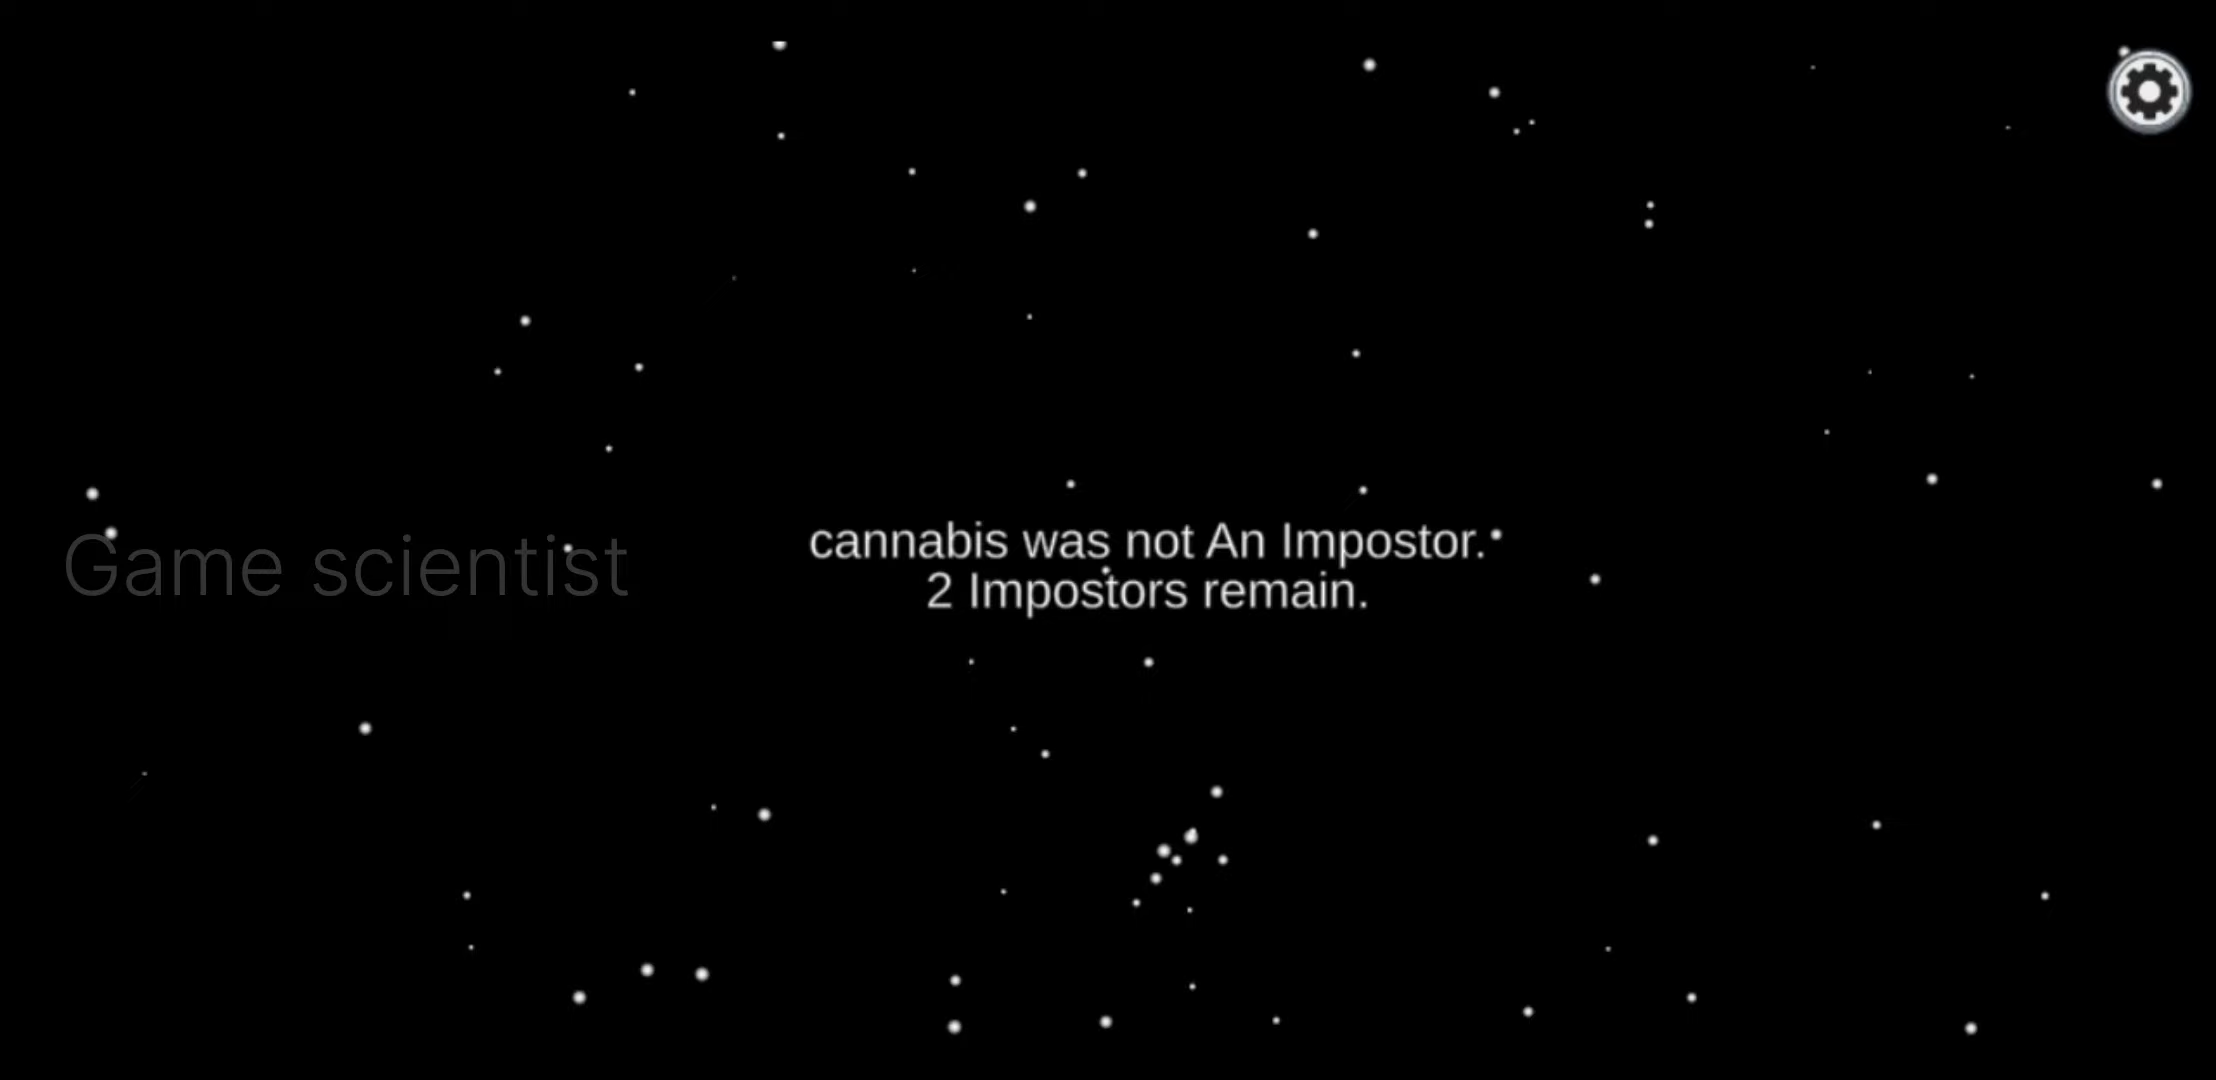 cannabis was not An Impostor.
2 Impostors remain.
Game scientist